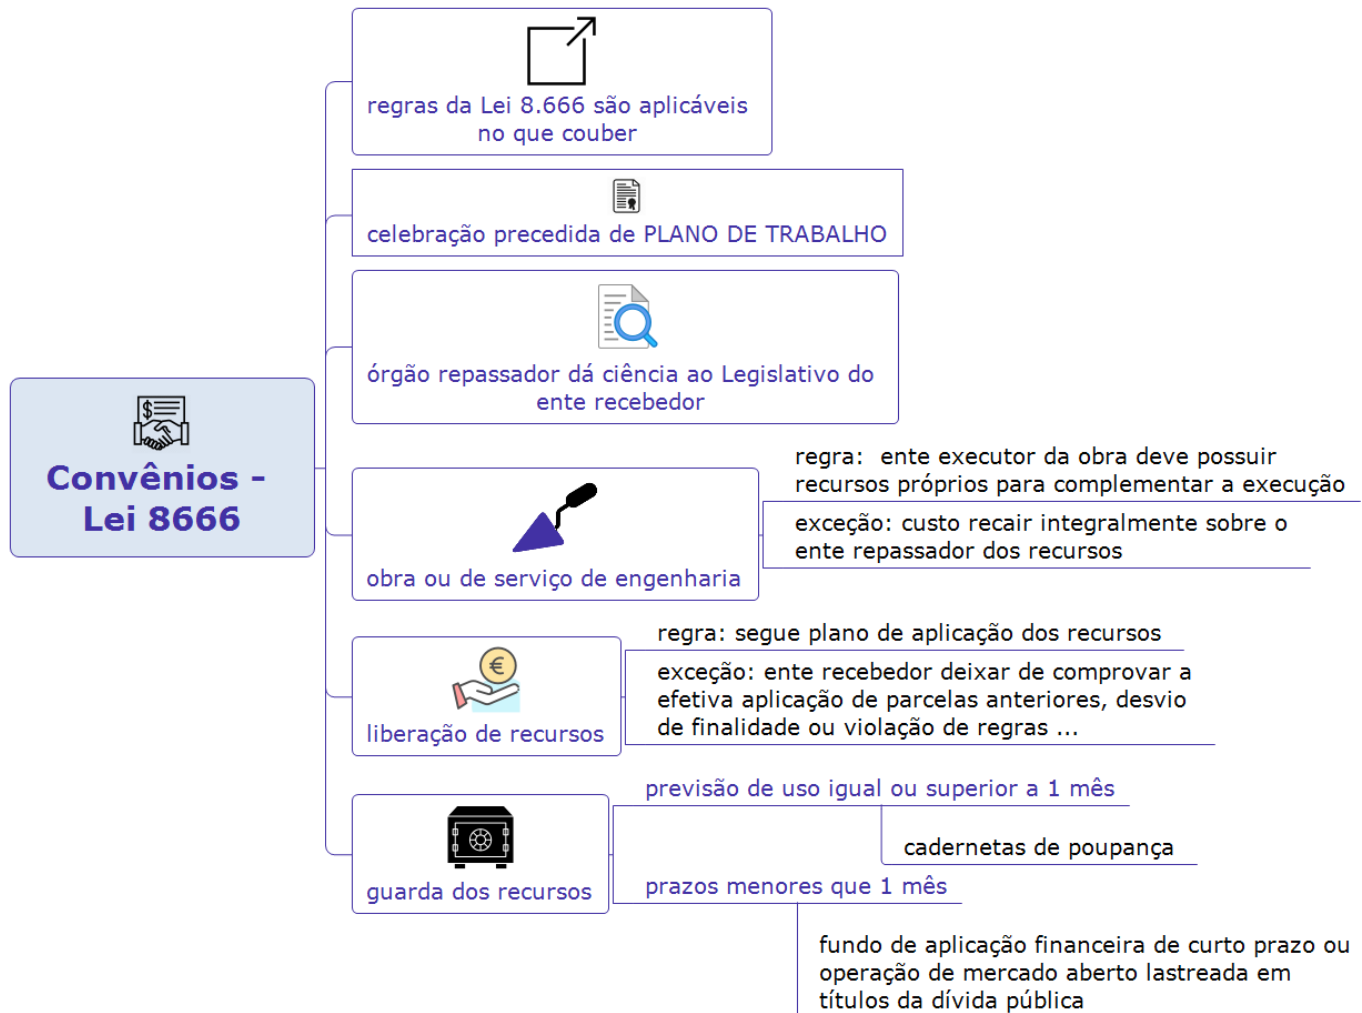 regras da Lei 8.666 são aplicáveis
no que couber
celebração precedida de PLANO DE TRABALHO
órgão repassador dá ciência ao Legislativo do
ente recebedor
Convênios -
Lei 8666
$
regra:  ente executor da obra deve possuir
recursos próprios para complementar a execução
exceção: custo recair integralmente sobre o
ente repassador dos recursos
obra ou de serviço de engenharia
regra: segue plano de aplicação dos recursos
exceção: ente recebedor deixar de comprovar a
efetiva aplicação de parcelas anteriores, desvio
de finalidade ou violação de regras ...
€
liberação de recursos
previsão de uso igual ou superior a 1 mês
cadernetas de poupança
guarda dos recursos
prazos menores que 1 mês
fundo de aplicação financeira de curto prazo ou
operação de mercado aberto lastreada em
títulos da dívida pública